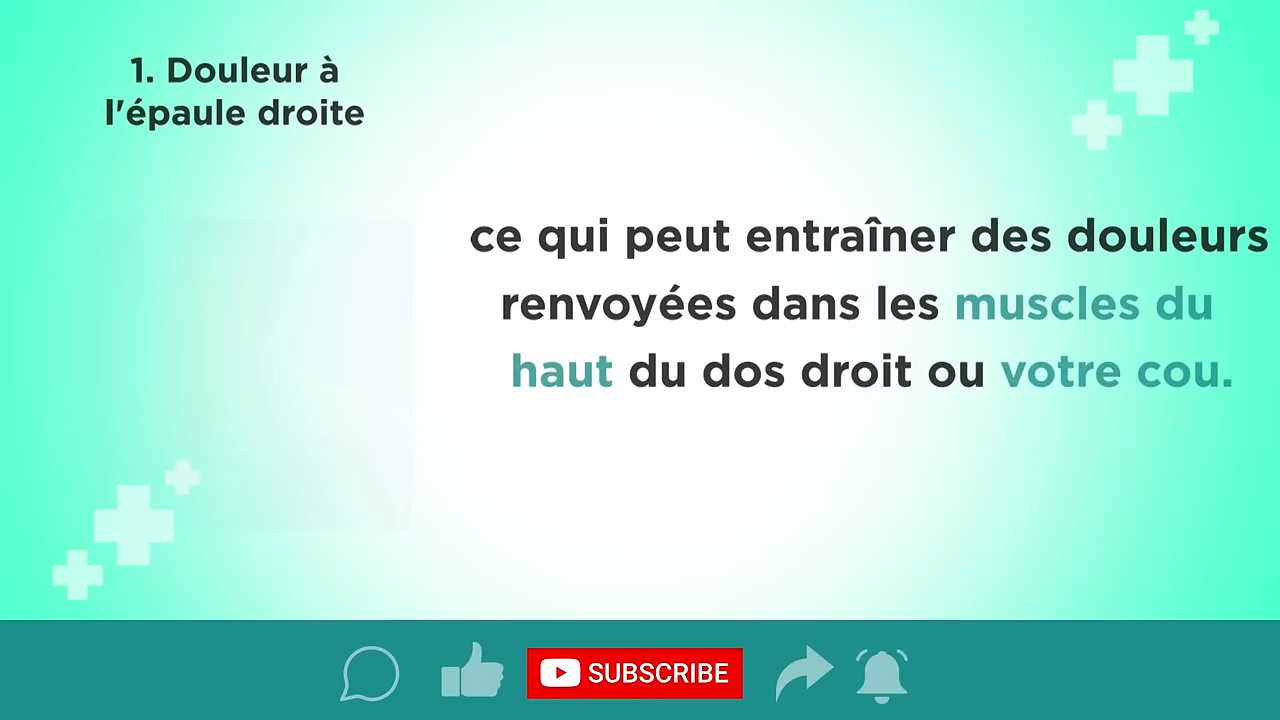 1. Douleur à
l'épaule droite
ce qui peut entraîner des douleurs
renvoyées dans les muscles du
haut du dos droit ou votre cou.
SUBSCRIBE